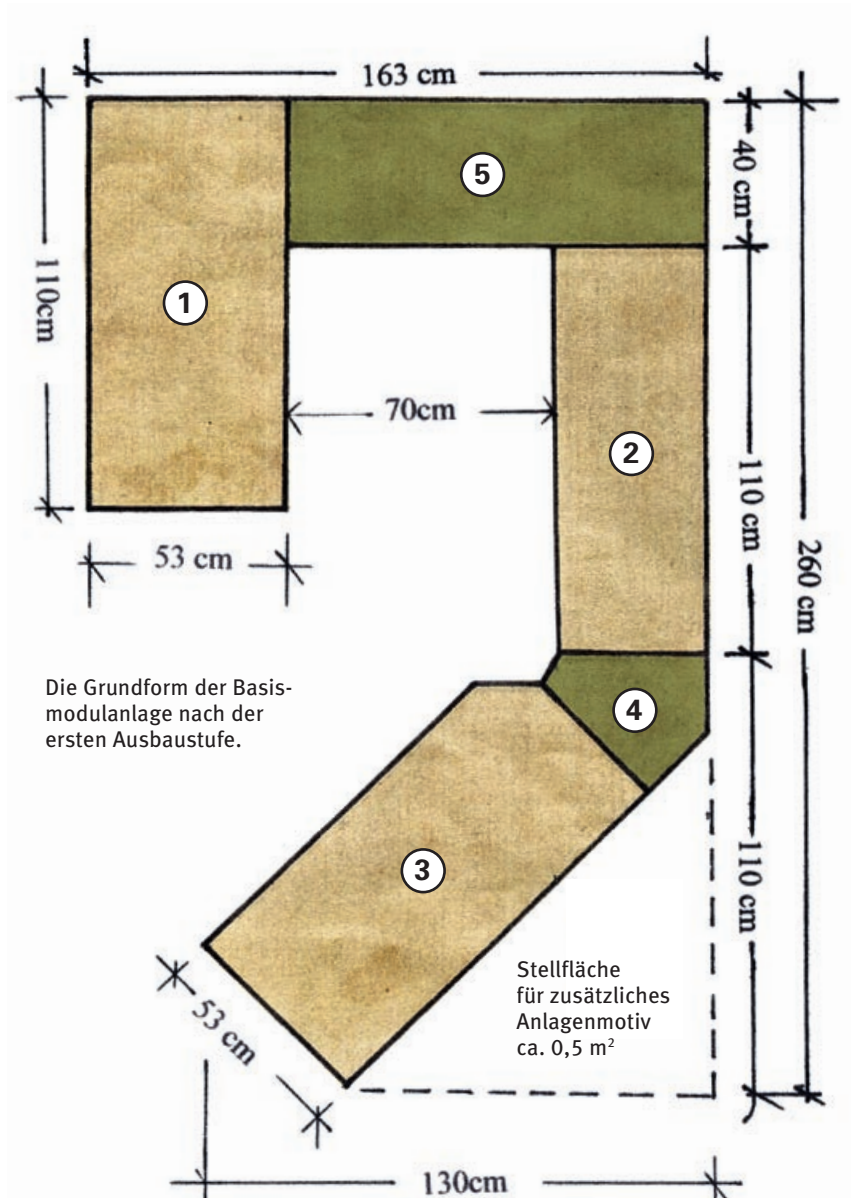 163 cm
5
40 cm
110cm
1
70cm
2
110 cm
260 cm
53 cm
Die Grundform der Basis-
modulanlage nach der
ersten Ausbaustufe.
4
3
110 cm
Stellfläche
für zusätzliches
Anlagenmotiv
ca. 0,5 m²
53 cm
130cm